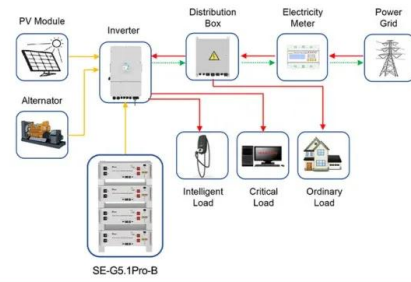 PV Module
Inverter
Distribution
Box
Electricity
Meter
Power
Grid
Alternator
Intelligent
Load
Critical
Load
Ordinary
Load
SE-G5.1Pro-B